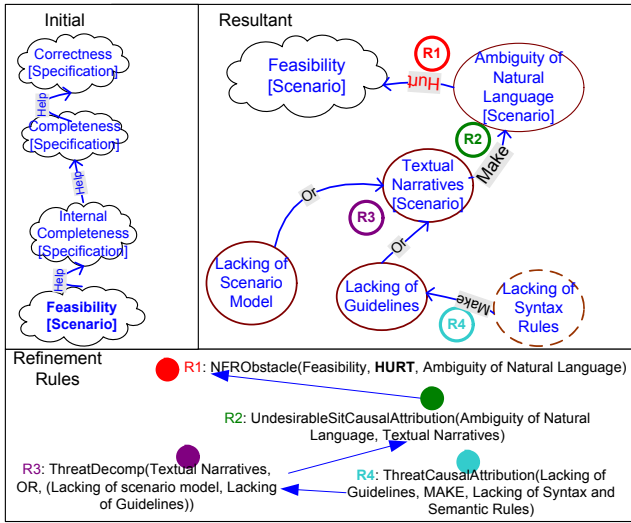 Initial
Correctness
[Specification]
Help
Completeness
[Specification]
Help
Internal
Completeness
[Specification]
Help
Feasibility
[Scenario]
Resultant
Feasibility
[Scenario]
R1
Hurt
Ambiguity of
Natural
Language
[Scenario]
R2
Make
Textual
Narratives
[Scenario]
R3
Or
Or
Lacking of
Scenario
Model
Lacking of
Guidelines
Make
R4
Lacking of
Syntax
Rules
Refinement
Rules
R1: NFRObstacle(Feasibility, HURT, Ambiguity of Natural Language)
R2: UndesirableSitCausalAttribution(Ambiguity of Natural
Language, Textual Narratives)
R3: ThreatDecomp(Textual Narratives,
OR, (Lacking of scenario model, Lacking
of Guidelines))
R4: ThreatCausalAttribution(Lacking of
Guidelines, MAKE, Lacking of Syntax and
Semantic Rules)